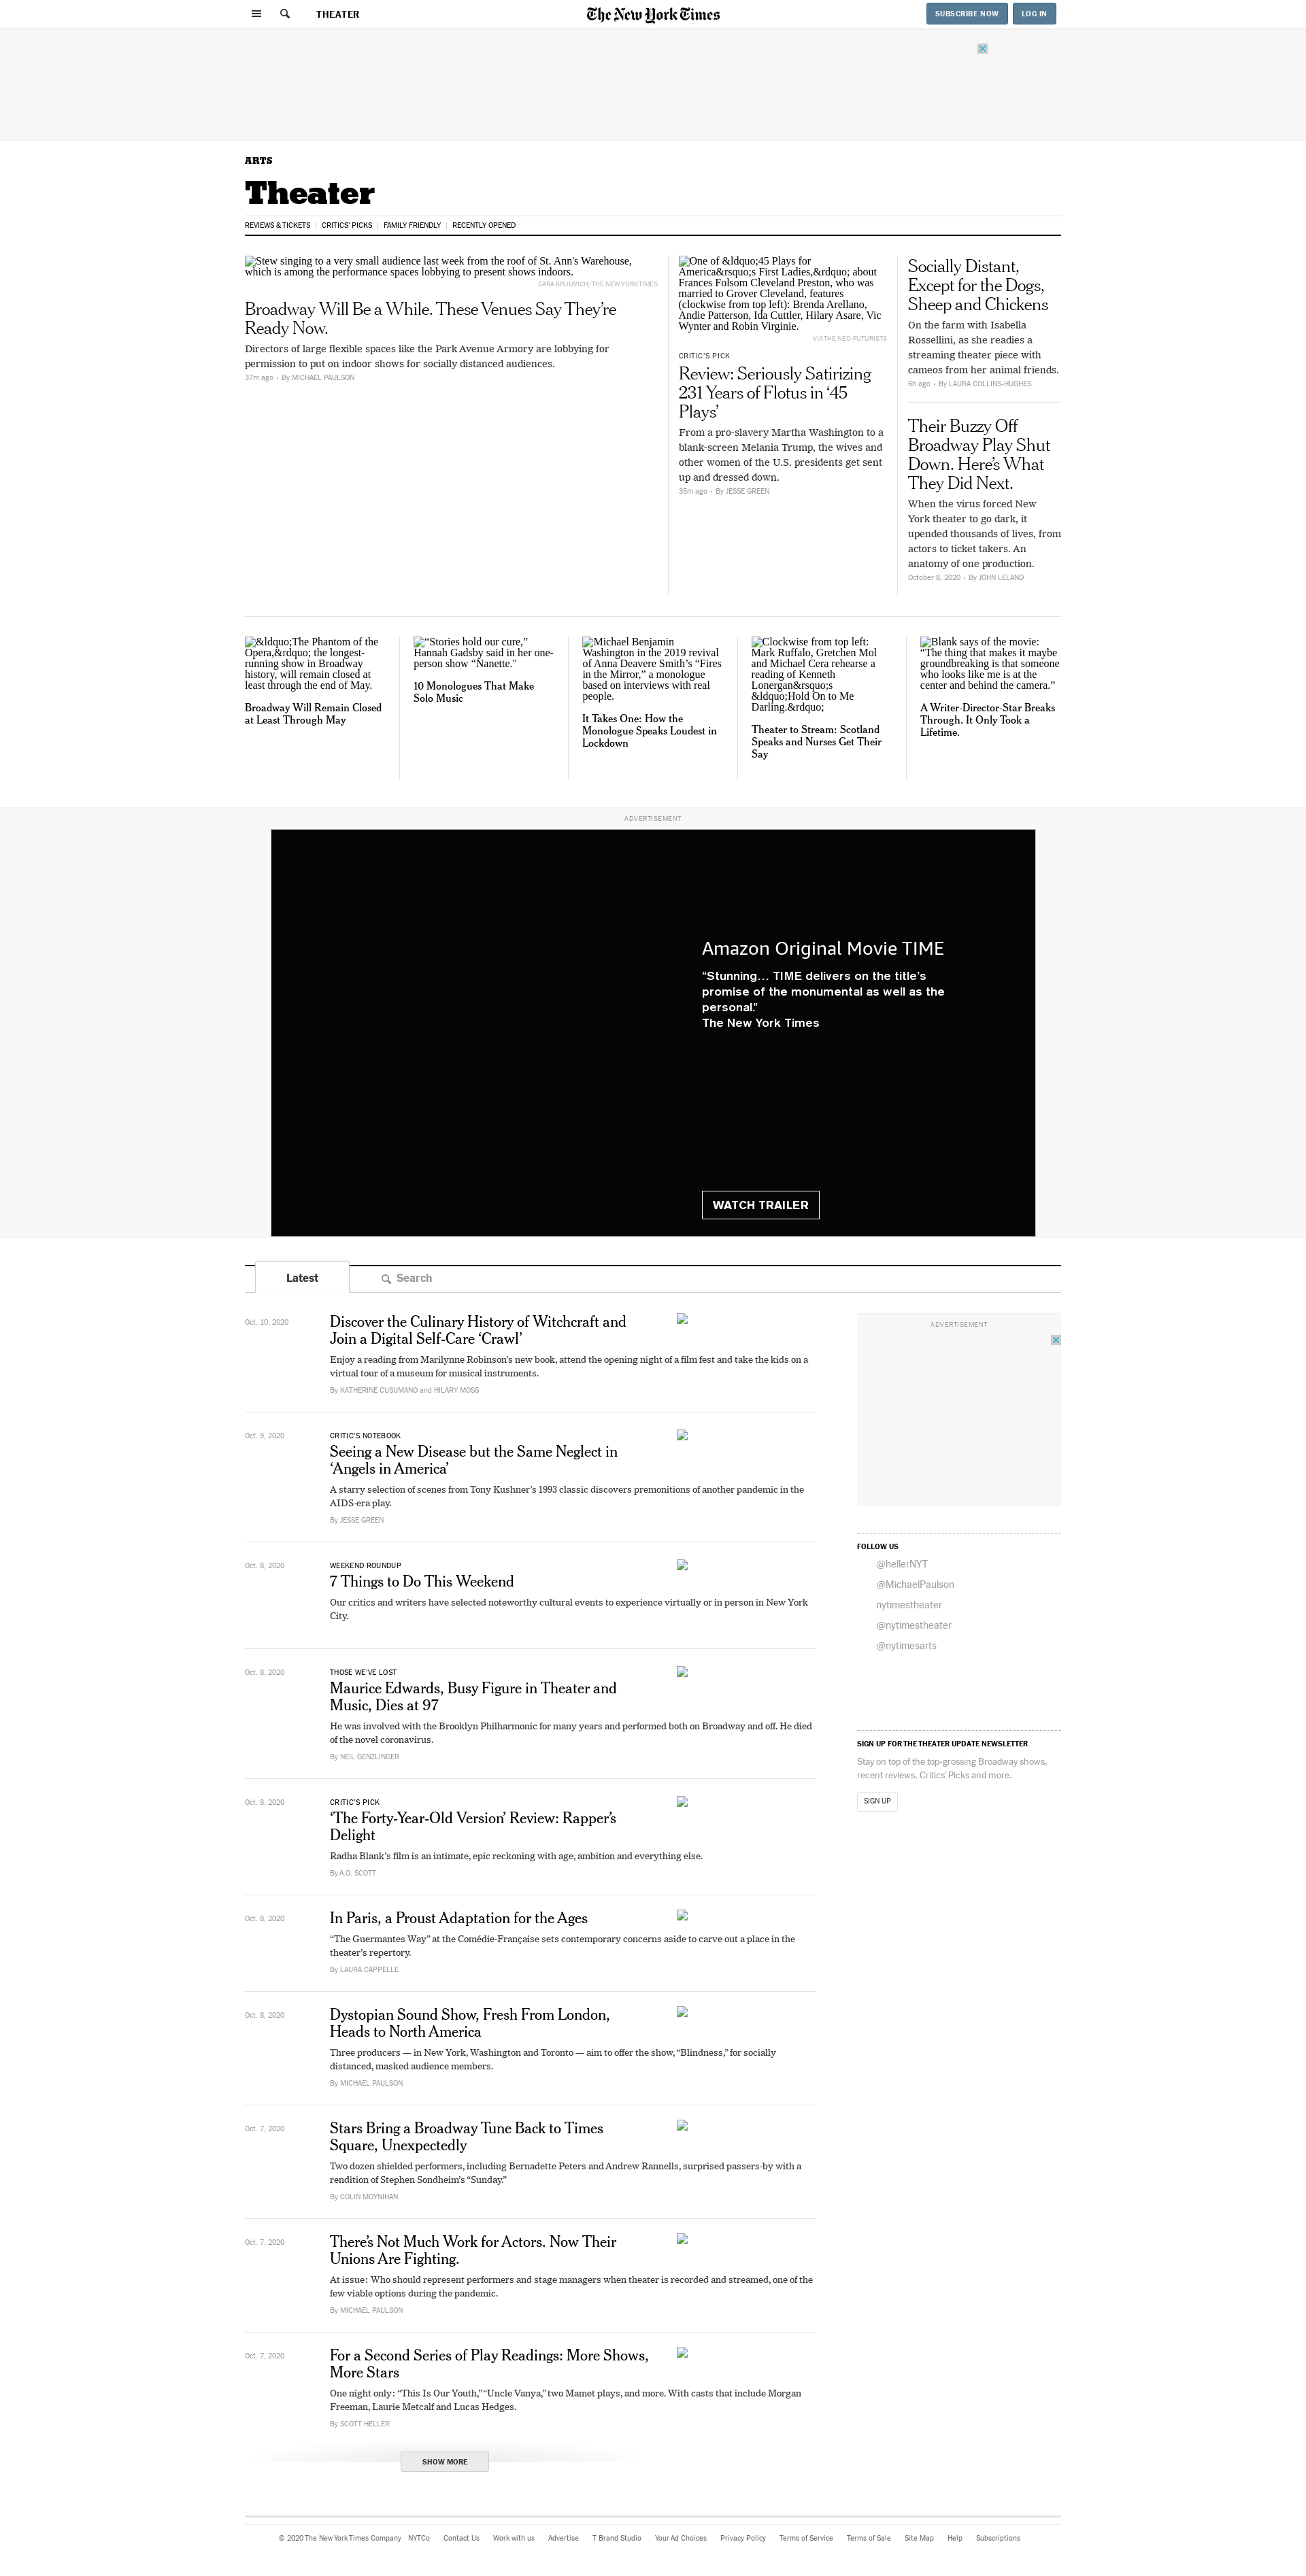 THEATER
The New York Times
SUBSCRIBE NOW
LOG IN
ARTS
Theater
REVIEWS & TICKETS
CRITICS' PICKS
FAMILY FRIENDLY
RECENTLY OPENED
Stew singing to a very small audience last week from the roof of St. Ann's Warehouse,
which is among the performance spaces lobbying to present shows indoors.
SARA KRULWICH/THE NEW YORK TIMES
Broadway Will Be a While. These Venues Say They’re
Ready Now.
Directors of large flexible spaces like the Park Avenue Armory are lobbying for
permission to put on indoor shows for socially distanced audiences.
37m ago • By MICHAEL PAULSON
One of &ldquo;45 Plays for
America&rsquo;s First Ladies,&rdquo; about
Frances Folsom Cleveland Preston, who was
married to Grover Cleveland, features
(clockwise from top left): Brenda Arellano,
Andie Patterson, Ida Cuttler, Hilary Asare, Vic
Wynter and Robin Virginie.
VIA THE NEO-FUTURISTS
CRITIC’S PICK
Review: Seriously Satirizing
231 Years of Flotus in ‘45
Plays’
From a pro-slavery Martha Washington to a
blank-screen Melania Trump, the wives and
other women of the U.S. presidents get sent
up and dressed down.
35m ago • By JESSE GREEN
Socially Distant,
Except for the Dogs,
Sheep and Chickens
On the farm with Isabella
Rossellini, as she readies a
streaming theater piece with
cameos from her animal friends.
6h ago • By LAURA COLLINS-HUGHES
Their Buzzy Off
Broadway Play Shut
Down. Here’s What
They Did Next.
When the virus forced New
York theater to go dark, it
upended thousands of lives, from
actors to ticket takers. An
anatomy of one production.
October 8, 2020 • By JOHN LELAND
&ldquo;The Phantom of the
Opera,&rdquo; the longest-
running show in Broadway
history, will remain closed at
least through the end of May.
Broadway Will Remain Closed
at Least Through May
“Stories hold our cure,”
Hannah Gadsby said in her one-
person show “Nanette."
10 Monologues That Make
Solo Music
Michael Benjamin
Washington in the 2019 revival
of Anna Deavere Smith’s “Fires
in the Mirror,” a monologue
based on interviews with real
people.
It Takes One: How the
Monologue Speaks Loudest in
Lockdown
Clockwise from top left:
Mark Ruffalo, Gretchen Mol
and Michael Cera rehearse a
reading of Kenneth
Lonergan&rsquo;s
&ldquo;Hold On to Me
Darling.&rdquo;
Theater to Stream: Scotland
Speaks and Nurses Get Their
Say
Blank says of the movie:
“The thing that makes it maybe
groundbreaking is that someone
who looks like me is at the
center and behind the camera.”
A Writer-Director-Star Breaks
Through. It Only Took a
Lifetime.
ADVERTISEMENT
Amazon Original Movie TIME
“Stunning… TIME delivers on the title’s
promise of the monumental as well as the
personal.”
The New York Times
WATCH TRAILER
Latest
Search
Oct. 10, 2020
Discover the Culinary History of Witchcraft and
Join a Digital Self-Care ‘Crawl’
Enjoy a reading from Marilynne Robinson’s new book, attend the opening night of a film fest and take the kids on a
virtual tour of a museum for musical instruments.
By KATHERINE CUSUMANO and HILARY MOSS
Oct. 9, 2020
CRITIC’S NOTEBOOK
Seeing a New Disease but the Same Neglect in
‘Angels in America’
A starry selection of scenes from Tony Kushner’s 1993 classic discovers premonitions of another pandemic in the
AIDS-era play.
By JESSE GREEN
Oct. 8, 2020
WEEKEND ROUNDUP
7 Things to Do This Weekend
Our critics and writers have selected noteworthy cultural events to experience virtually or in person in New York
City.
Oct. 8, 2020
THOSE WE’VE LOST
Maurice Edwards, Busy Figure in Theater and
Music, Dies at 97
He was involved with the Brooklyn Philharmonic for many years and performed both on Broadway and off. He died
of the novel coronavirus.
By NEIL GENZLINGER
Oct. 8, 2020
CRITIC’S PICK
‘The Forty-Year-Old Version’ Review: Rapper’s
Delight
Radha Blank’s film is an intimate, epic reckoning with age, ambition and everything else.
By A.O. SCOTT
Oct. 8, 2020
In Paris, a Proust Adaptation for the Ages
“The Guermantes Way” at the Comédie-Française sets contemporary concerns aside to carve out a place in the
theater’s repertory.
By LAURA CAPPELLE
Oct. 8, 2020
Dystopian Sound Show, Fresh From London,
Heads to North America
Three producers — in New York, Washington and Toronto — aim to offer the show, “Blindness,” for socially
distanced, masked audience members.
By MICHAEL PAULSON
Oct. 7, 2020
Stars Bring a Broadway Tune Back to Times
Square, Unexpectedly
Two dozen shielded performers, including Bernadette Peters and Andrew Rannells, surprised passers-by with a
rendition of Stephen Sondheim’s “Sunday.”
By COLIN MOYNIHAN
Oct. 7, 2020
There’s Not Much Work for Actors. Now Their
Unions Are Fighting.
At issue: Who should represent performers and stage managers when theater is recorded and streamed, one of the
few viable options during the pandemic.
By MICHAEL PAULSON
Oct. 7, 2020
For a Second Series of Play Readings: More Shows,
More Stars
One night only: “This Is Our Youth,” “Uncle Vanya,” two Mamet plays, and more. With casts that include Morgan
Freeman, Laurie Metcalf and Lucas Hedges.
By SCOTT HELLER
SHOW MORE
ADVERTISEMENT
FOLLOW US
@hellerNYT
@MichaelPaulson
nytimestheater
@nytimestheater
@nytimesarts
SIGN UP FOR THE THEATER UPDATE NEWSLETTER
Stay on top of the top-grossing Broadway shows,
recent reviews, Critics’ Picks and more.
SIGN UP
© 2020 The New York Times Company NYTCo Contact Us Work with us Advertise T Brand Studio Your Ad Choices Privacy Policy Terms of Service Terms of Sale Site Map Help Subscriptions